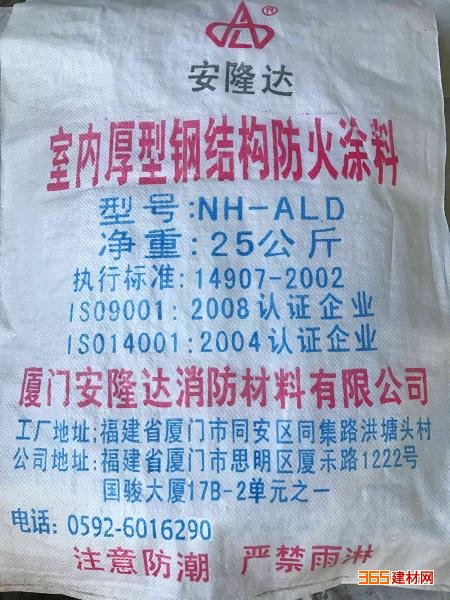 ALD®
安隆达
室内厚型钢结构防火涂料
型号:NH-ALD
净重:25公斤
执行标准:14907-2002
ISO9001:2008认证企业
ISO14001:2004认证企业
厦门安隆达消防材料有限公司
工厂地址:福建省厦门市同安区同集路洪塘头村
公司地址:福建省厦门市思明区厦禾路1222号
国骏大厦17B-2单元之一
电话:0592-6016290
注意防潮 严禁雨淋
365建材网